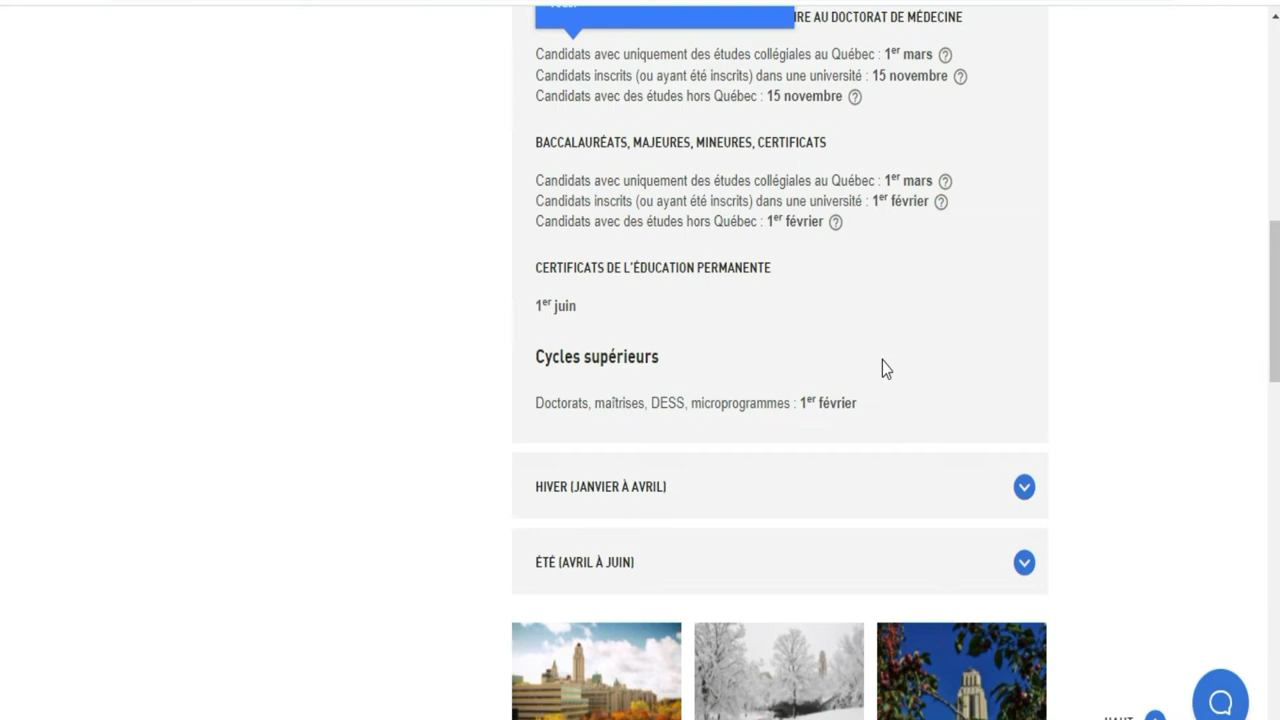 IRE AU DOCTORAT DE MÉDECINE
Candidats avec uniquement des études collégiales au Québec : 1er mars ?
Candidats inscrits (ou ayant été inscrits) dans une université : 15 novembre ?
Candidats avec des études hors Québec : 15 novembre ?
BACCALAURÉATS, MAJEURES, MINEURES, CERTIFICATS
Candidats avec uniquement des études collégiales au Québec : 1er mars ?
Candidats inscrits (ou ayant été inscrits) dans une université : 1er février ?
Candidats avec des études hors Québec : 1er février ?
CERTIFICATS DE L'ÉDUCATION PERMANENTE
1er juin
Cycles supérieurs
Doctorats, maîtrises, DESS, microprogrammes : 1er février
HIVER (JANVIER À AVRIL)
ÉTÉ (AVRIL À JUIN)
HAUT